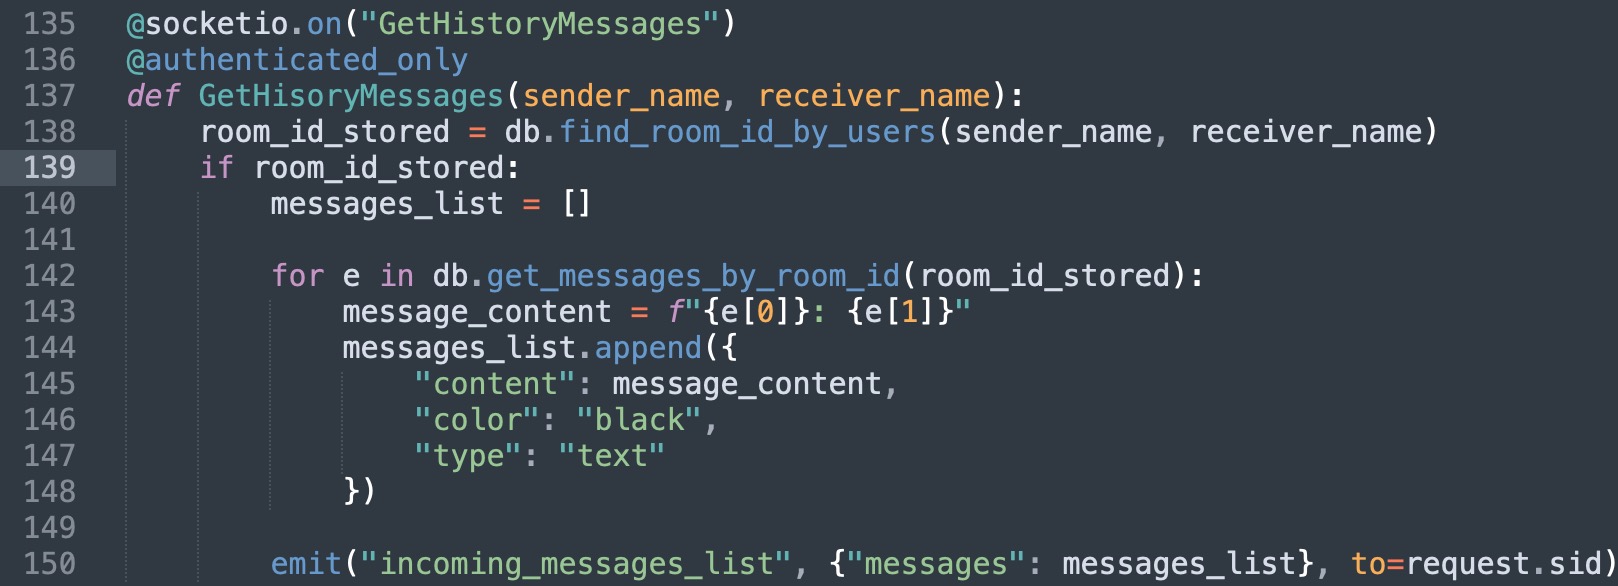 135 @socketio.on("GetHistoryMessages")
136 @authenticated_only
137 def GetHisoryMessages(sender_name, receiver_name):
138     room_id_stored = db.find_room_id_by_users(sender_name, receiver_name)
139     if room_id_stored:
140         messages_list = []
141
142         for e in db.get_messages_by_room_id(room_id_stored):
143             message_content = f"{e[0]}: {e[1]}"
144             messages_list.append({
145                 "content": message_content,
146                 "color": "black",
147                 "type": "text"
148             })
149
150         emit("incoming_messages_list", {"messages": messages_list}, to=request.sid)